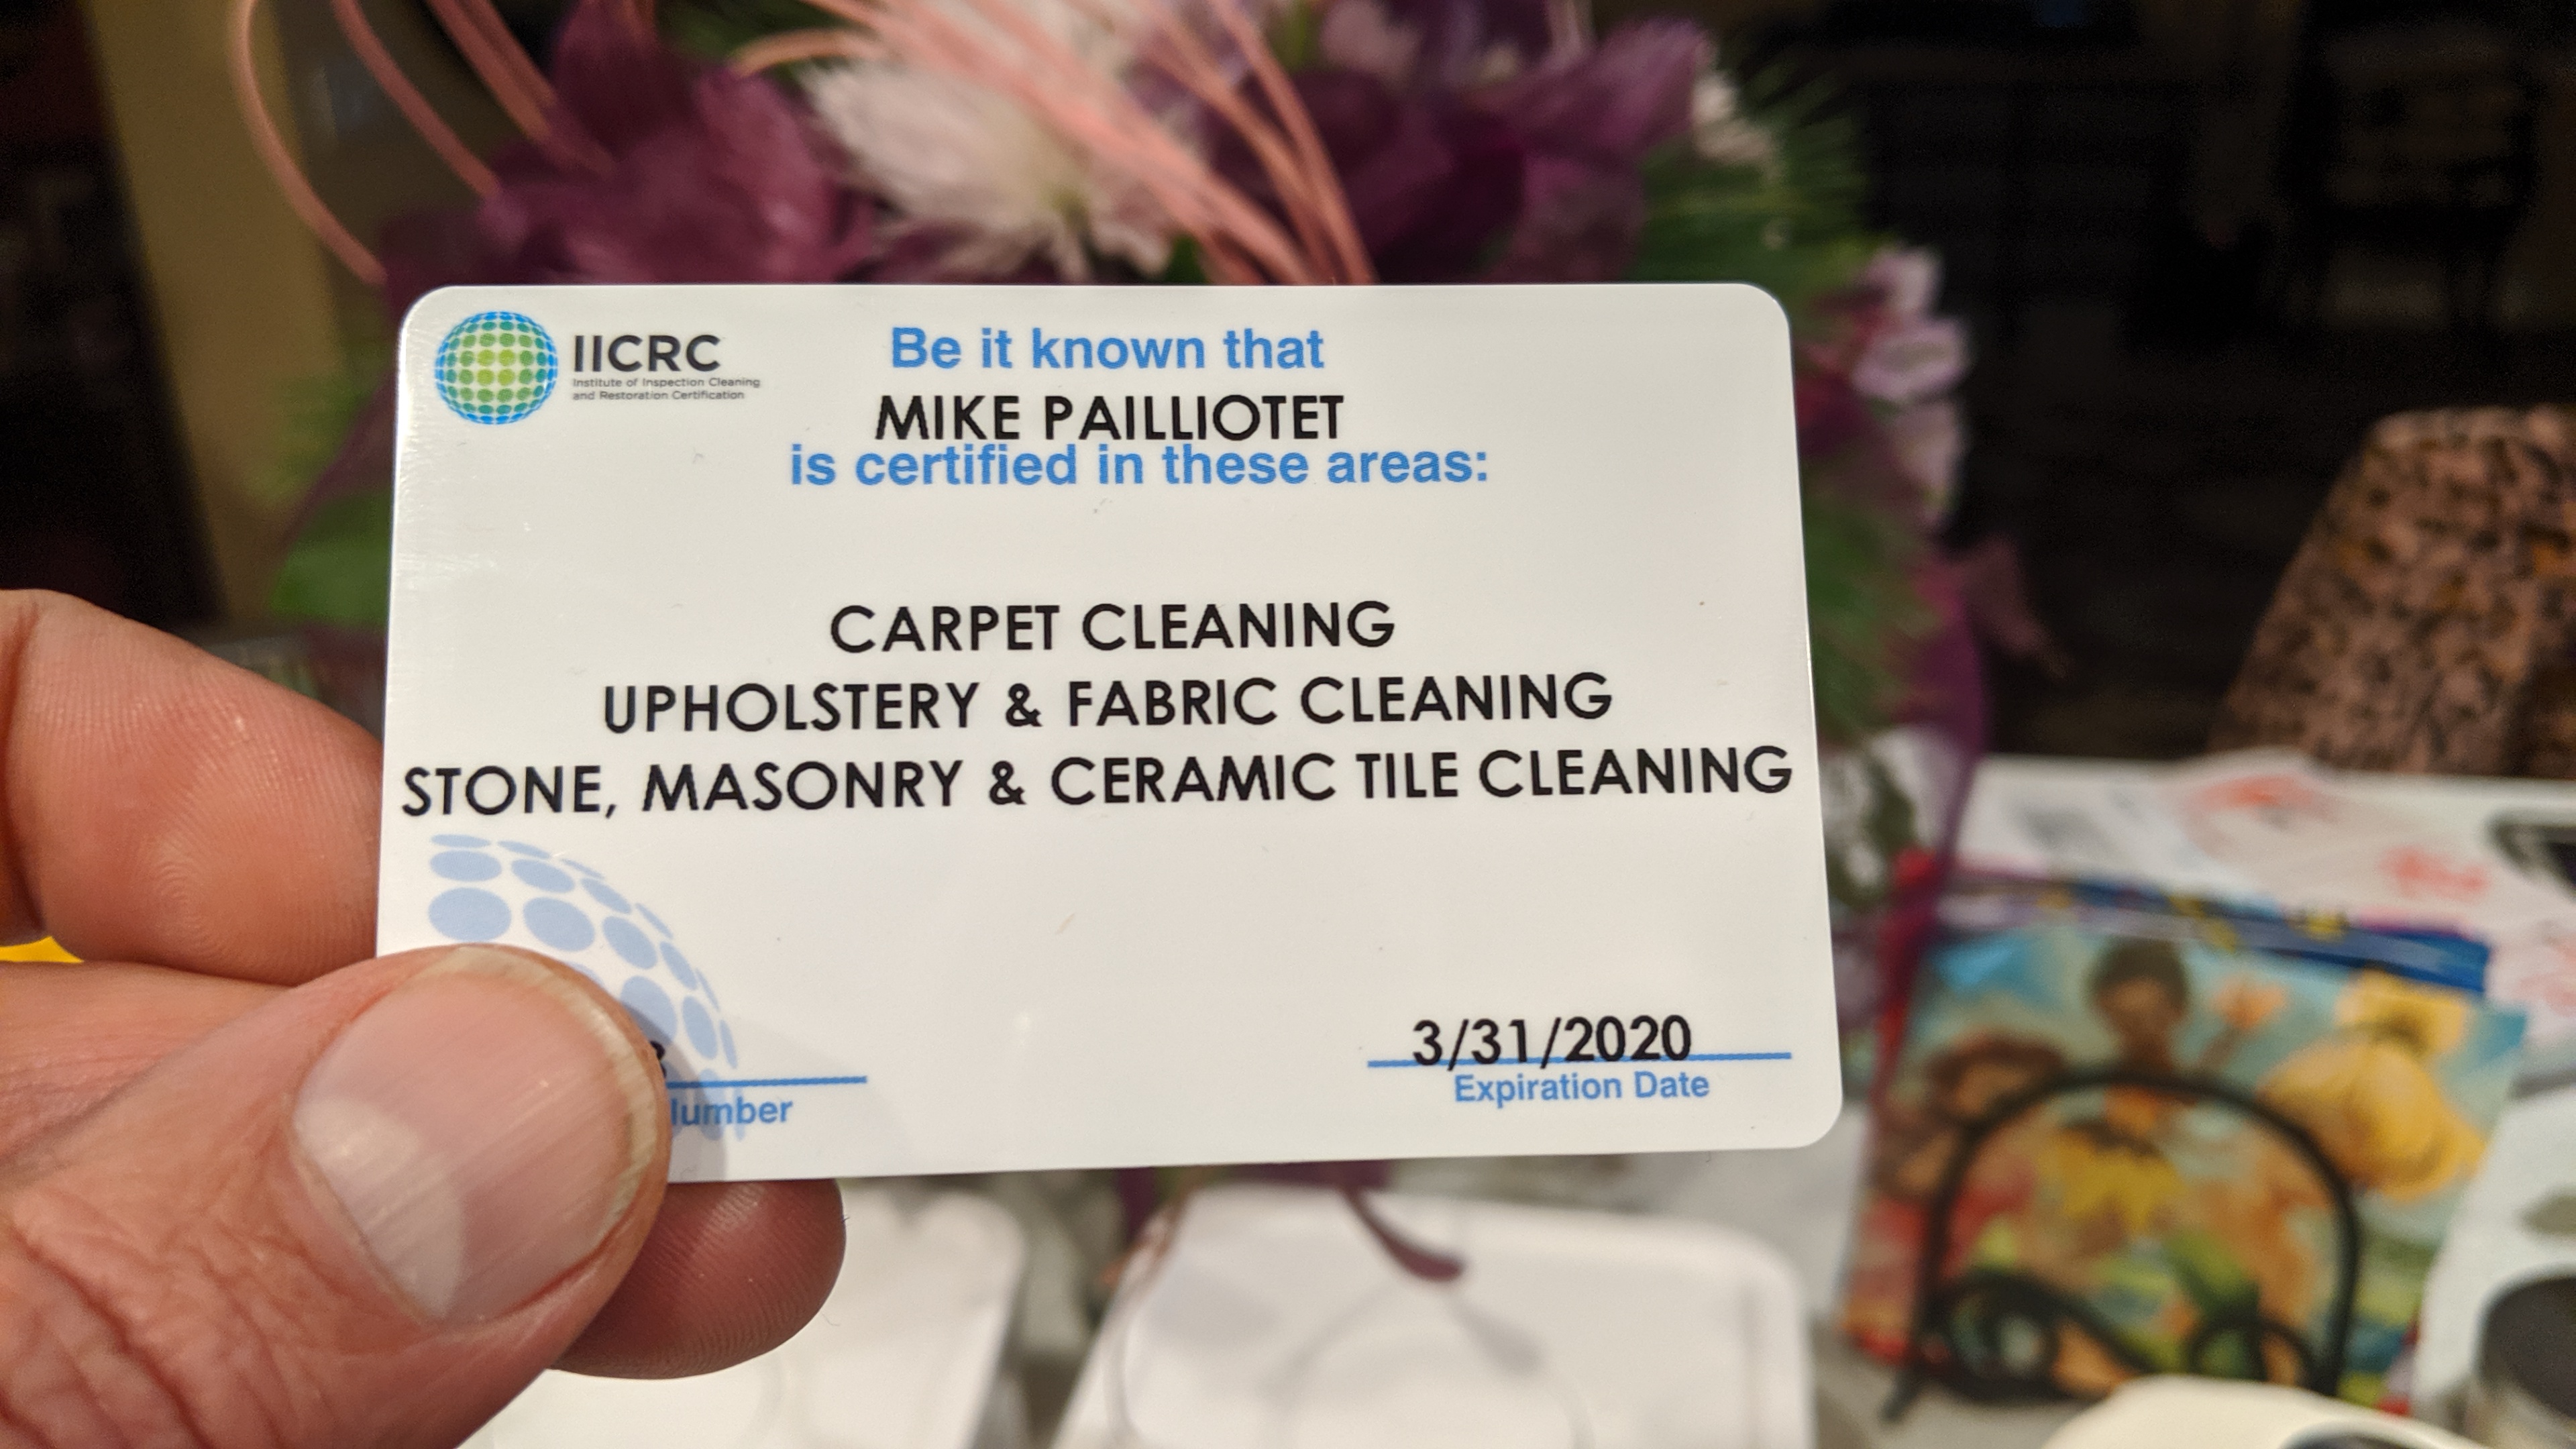 IICRC
Institute of Inspection Cleaning
and Restoration Certification
Be it known that
MIKE PAILLIOTET
is certified in these areas:
CARPET CLEANING
UPHOLSTERY & FABRIC CLEANING
STONE, MASONRY & CERAMIC TILE CLEANING
3/31/2020
Expiration Date